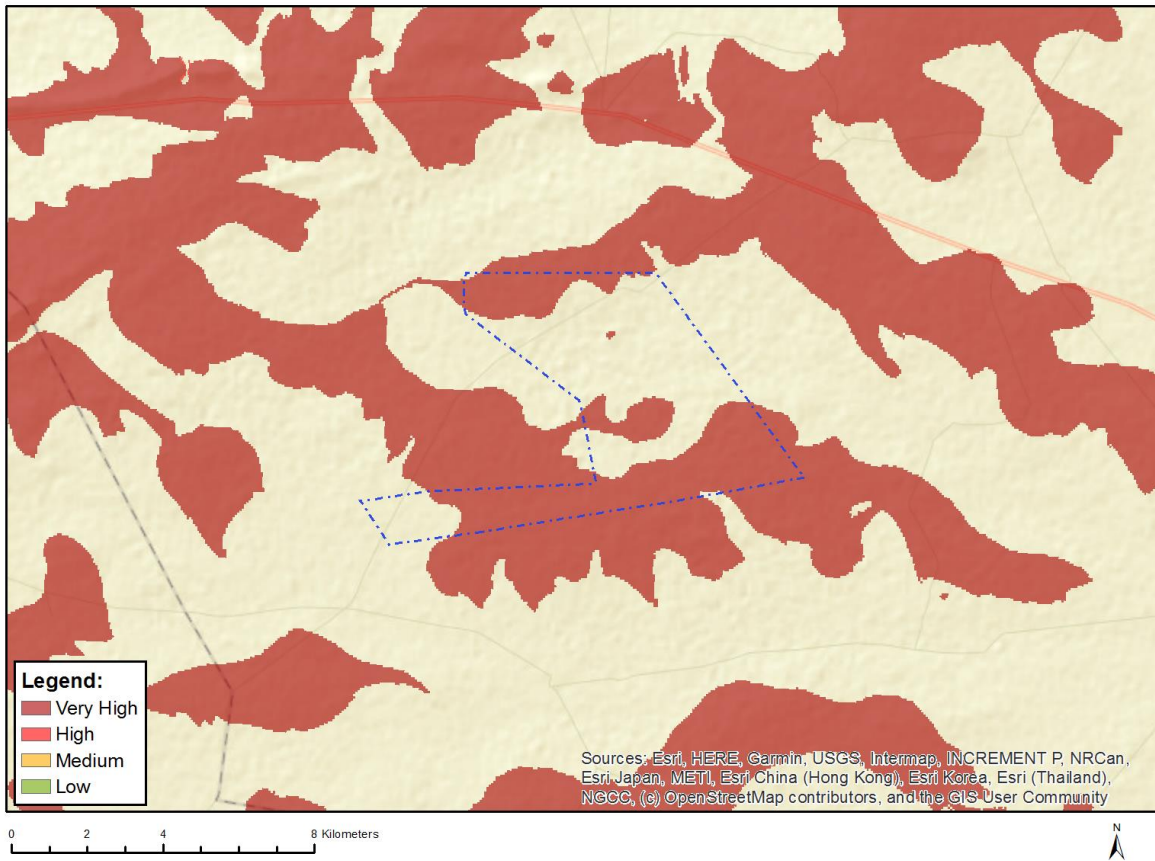 Legend:
Very High
High
Medium
Low
Sources: Esri, HERE, Garmin, USGS, Intermap, INCREMENT P, NRCan,
Esri Japan, METI, Esri China (Hong Kong), Esri Korea, Esri (Thailand),
NGCC, (c) OpenStreetMap contributors, and the GIS User Community
0 2 4 8 Kilometers
N